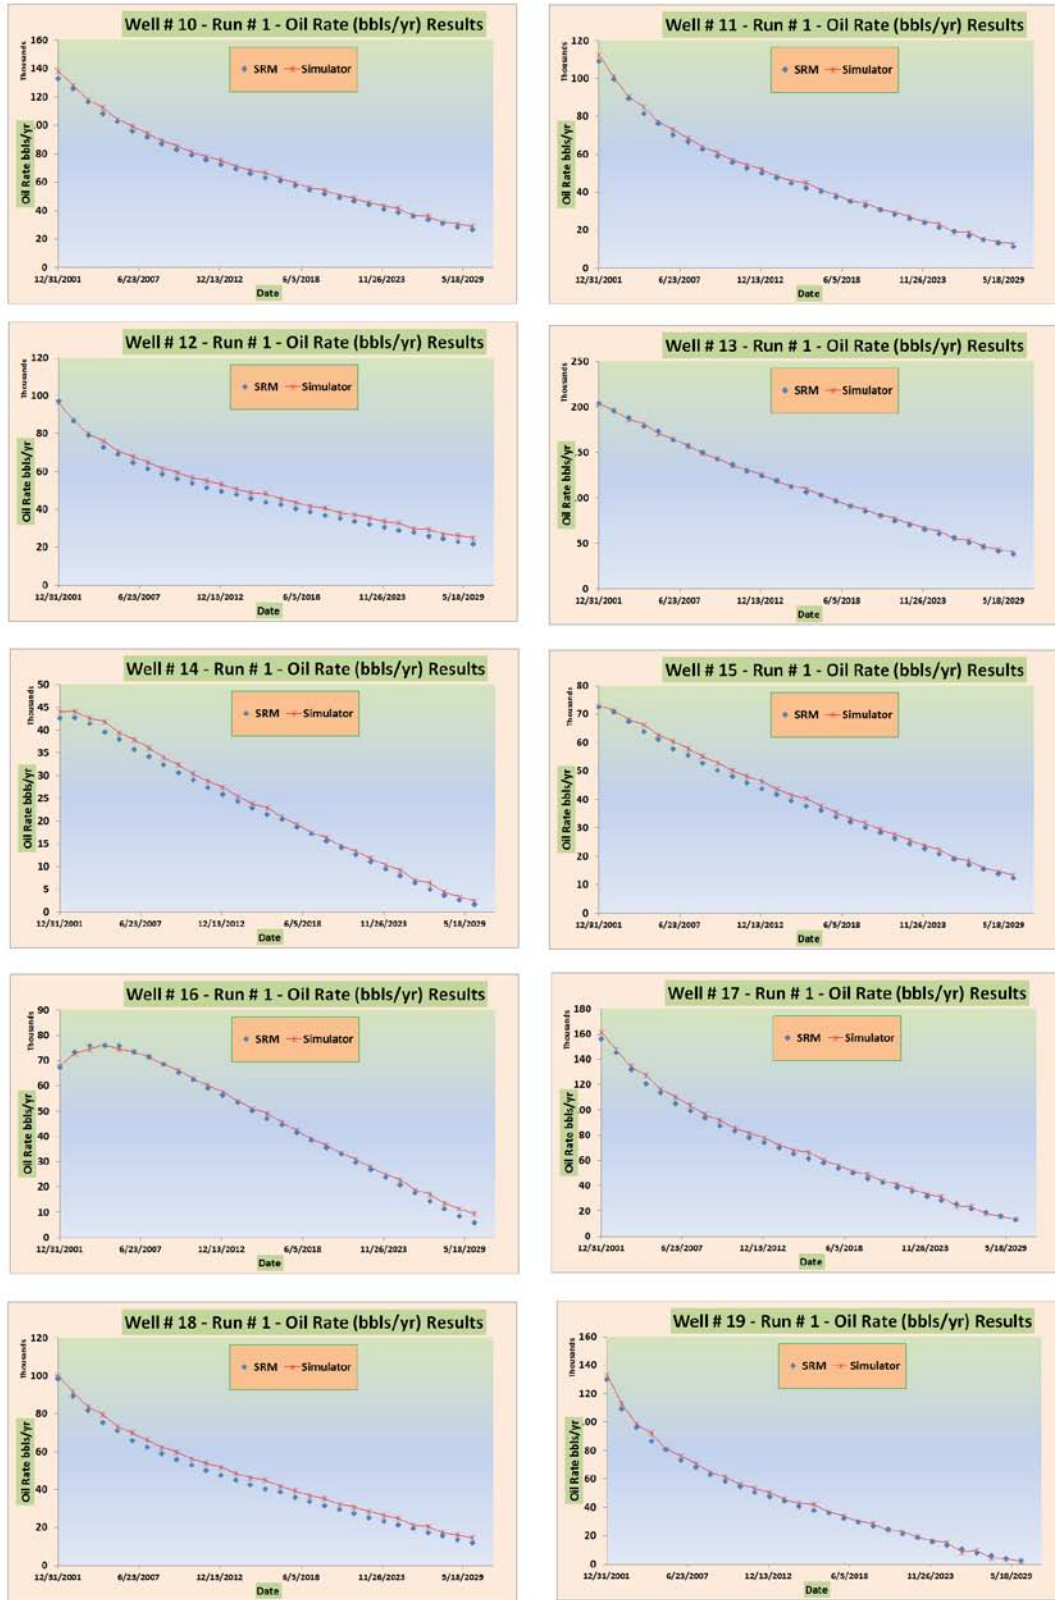 Well # 10 - Run # 1 - Oil Rate (bbls/yr) Results
Thousands
Oil Rate bbls/yr
SRM Simulator
160
140
120
00
80
60
40
20
0
12/31/2001 6/23/2007 12/13/2012 6/5/2018 11/26/2023 5/18/2029
Date
Well # 11 - Run # 1 - Oil Rate (bbls/yr) Results
Thousands
Oil Rate bbls/yr
SRM Simulator
120
100
80
60
40
20
0
12/31/2001 6/23/2007 12/13/2012 6/5/2018 11/26/2023 5/18/2029
Date
Well # 12 - Run # 1 - Oil Rate (bbls/yr) Results
Thousands
Oil Rate bbls/yr
SRM Simulator
120
100
80
60
40
20
0
12/31/2001 6/23/2007 12/13/2012 6/5/2018 11/26/2023 5/18/2029
Date
Well # 13 - Run # 1 - Oil Rate (bbls/yr) Results
Thousands
Oil Rate bbls/yr
SRM Simulator
250
200
150
00
50
0
12/31/2001 6/23/2007 12/13/2012 6/5/2018 11/26/2023 5/18/2029
Date
Well # 14 - Run # 1 - Oil Rate (bbls/yr) Results
Thousands
Oil Rate bbls/yr
SRM Simulator
50
45
40
35
30
25
20
15
10
5
0
12/31/2001 6/23/2007 12/13/2012 6/5/2018 11/26/2023 5/18/2029
Date
Well # 15 - Run # 1 - Oil Rate (bbls/yr) Results
Thousands
Oil Rate bbls/yr
SRM Simulator
80
70
60
50
40
30
20
10
0
12/31/2001 6/23/2007 12/13/2012 6/5/2018 11/26/2023 5/18/2029
Date
Well # 16 - Run # 1 - Oil Rate (bbls/yr) Results
Thousands
Oil Rate bbls/yr
SRM Simulator
90
80
70
60
50
40
30
20
10
0
12/31/2001 6/23/2007 12/13/2012 6/5/2018 11/26/2023 5/18/2029
Date
Well # 17 - Run # 1 - Oil Rate (bbls/yr) Results
Thousands
Oil Rate bbls/yr
SRM Simulator
180
160
140
120
00
80
60
40
20
0
12/31/2001 6/23/2007 12/13/2012 6/5/2018 11/26/2023 5/18/2029
Date
Well # 18 - Run # 1 - Oil Rate (bbls/yr) Results
Thousands
Oil Rate bbls/yr
SRM Simulator
120
100
80
60
40
20
0
12/31/2001 6/23/2007 12/13/2012 6/5/2018 11/26/2023 5/18/2029
Date
Well # 19 - Run # 1 - Oil Rate (bbls/yr) Results
Thousands
Oil Rate bbls/yr
SRM Simulator
160
140
120
00
80
60
40
20
0
12/31/2001 6/23/2007 12/13/2012 6/5/2018 11/26/2023 5/18/2029
Date